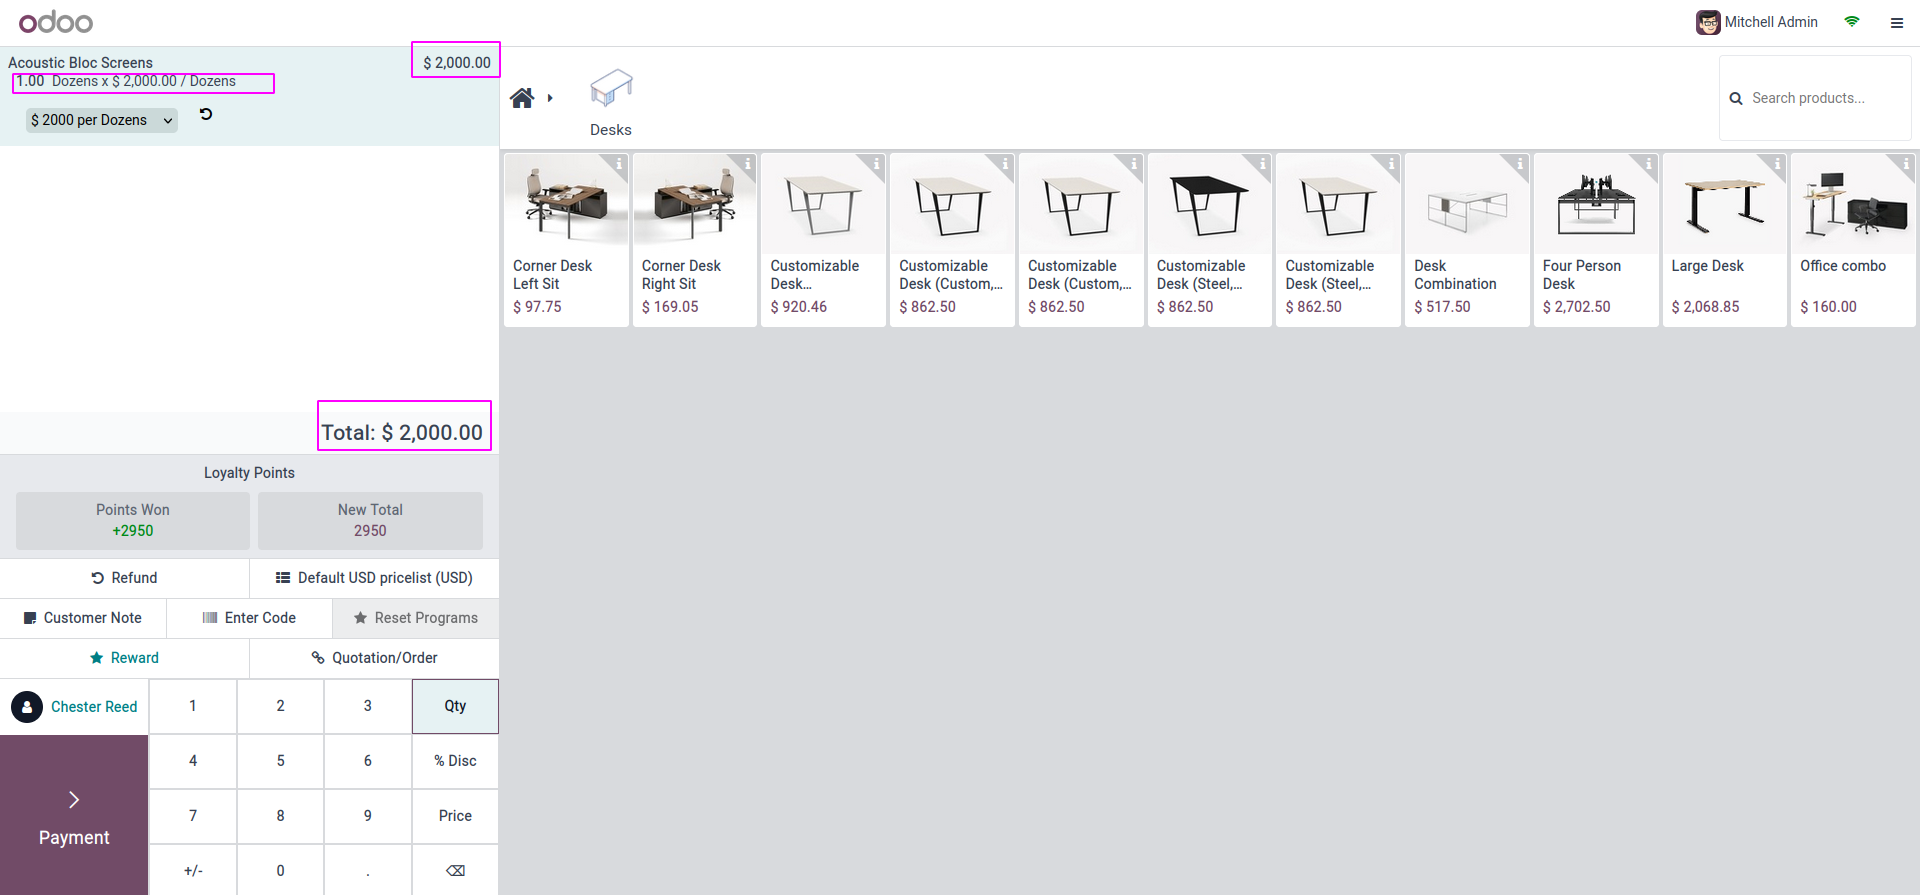 odoo
Mitchell Admin
Acoustic Bloc Screens
$ 2,000.00
1.00 Dozens x $ 2,000.00 / Dozens
$ 2000 per Dozens
Desks
Search products...
Corner Desk
Left Sit
$ 97.75
Corner Desk
Right Sit
$ 169.05
Customizable
Desk...
$ 920.46
Customizable
Desk (Custom,...
$ 862.50
Customizable
Desk (Custom,...
$ 862.50
Customizable
Desk (Steel,...
$ 862.50
Customizable
Desk (Steel,...
$ 862.50
Desk
Combination
$ 517.50
Four Person
Desk
$ 2,702.50
Large Desk
$ 2,068.85
Office combo
$ 160.00
Total: $ 2,000.00
Loyalty Points
Points Won
+2950
New Total
2950
Refund
Default USD pricelist (USD)
Customer Note
Enter Code
Reset Programs
Reward
Quotation/Order
Chester Reed
1 2 3 Qty
4 5 6 % Disc
7 8 9 Price
+/- 0 . ⌫
Payment